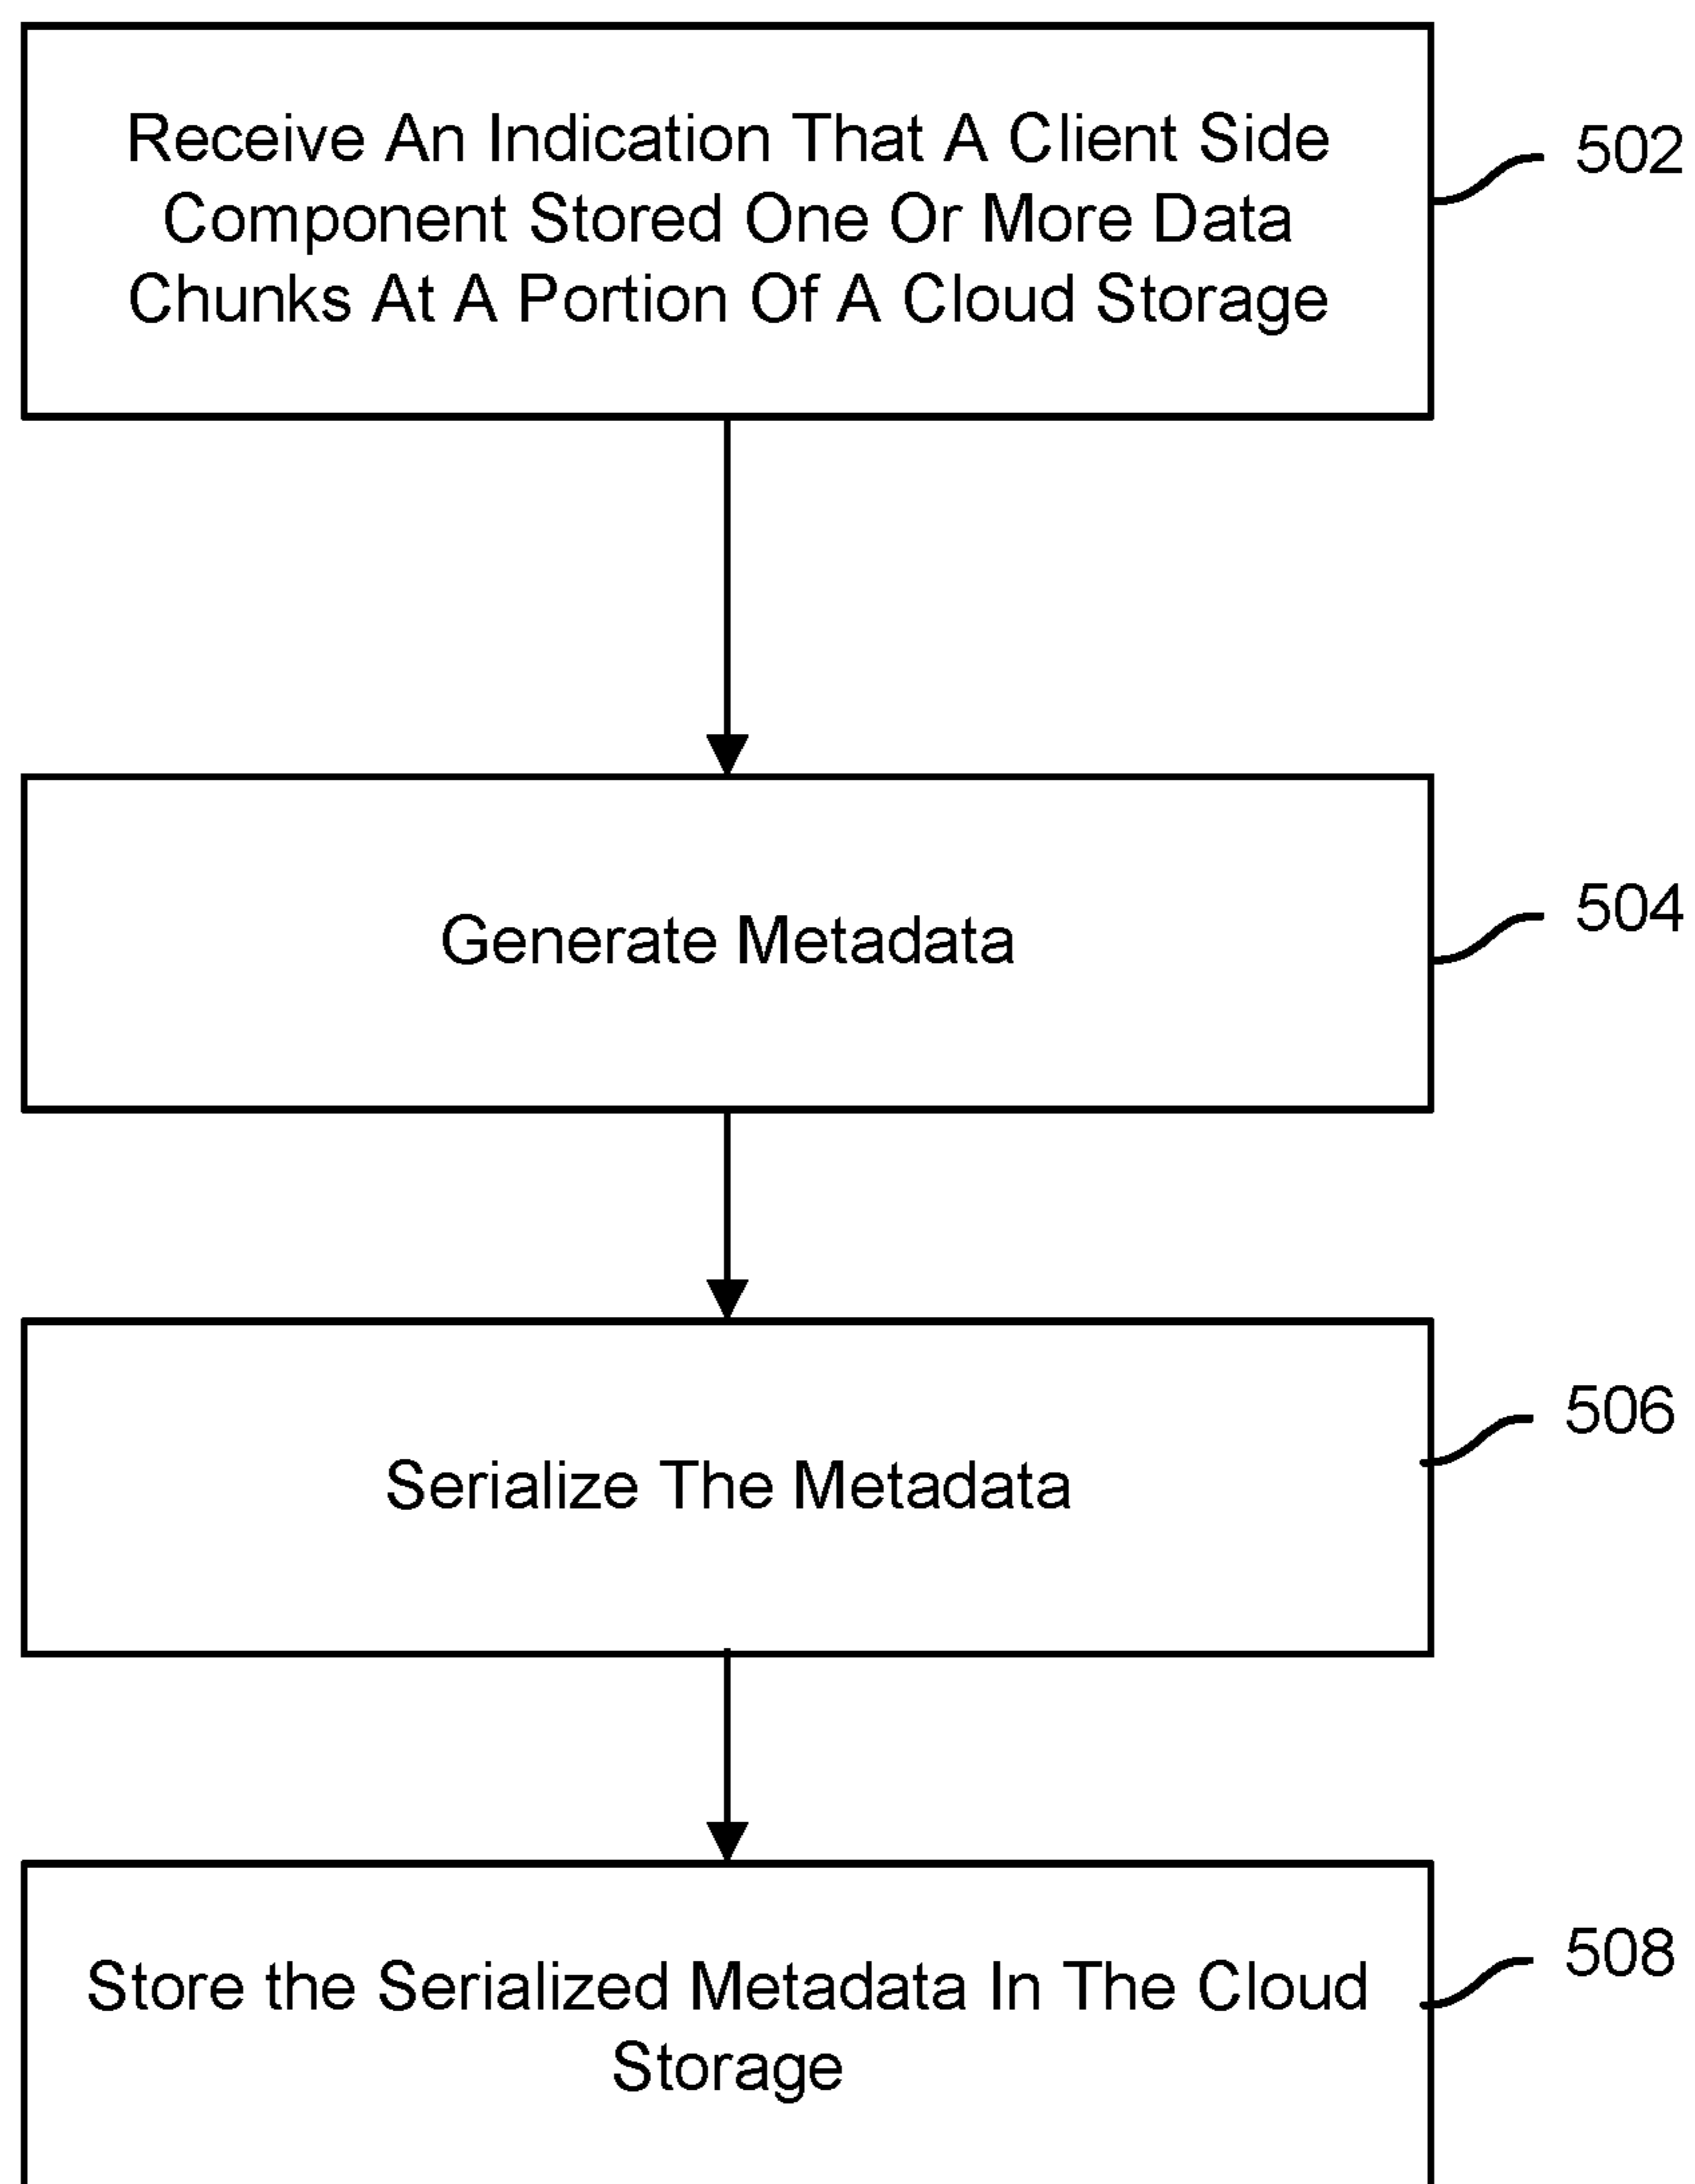 Receive An Indication That A Client Side
Component Stored One Or More Data
Chunks At A Portion Of A Cloud Storage
502
Generate Metadata
504
Serialize The Metadata
506
Store the Serialized Metadata In The Cloud
Storage
508